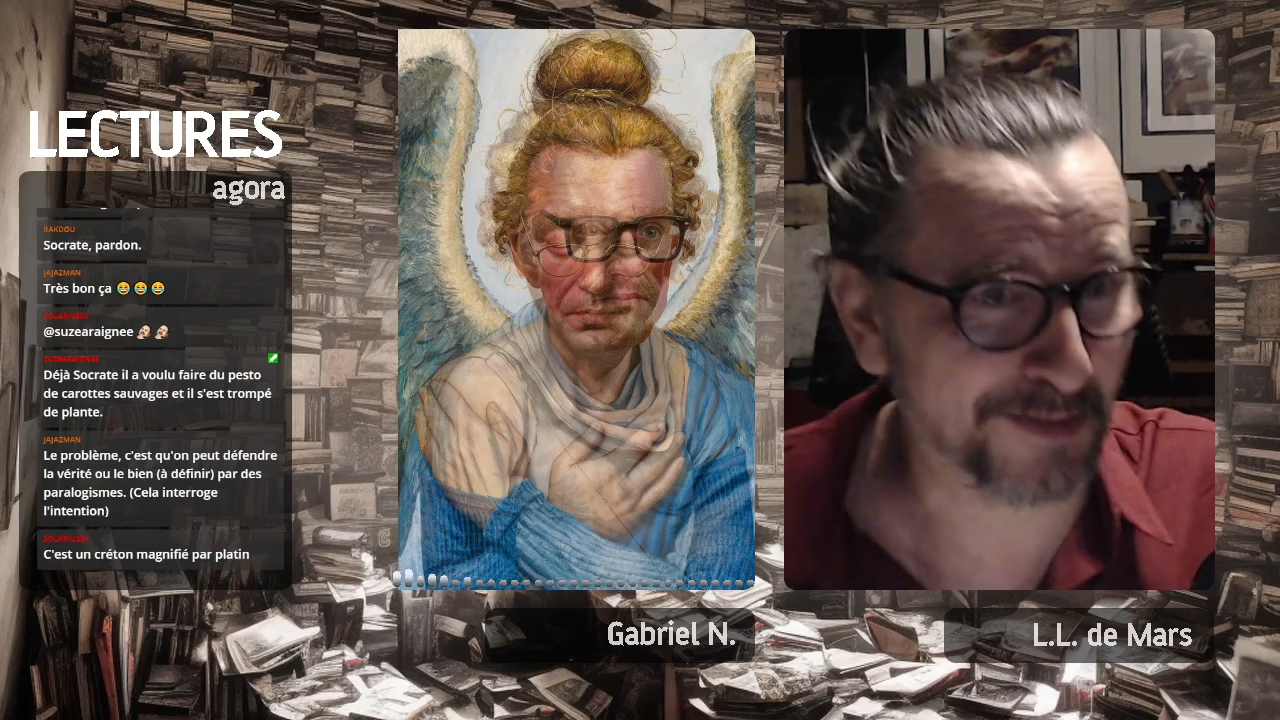 LECTURES
agora
RAKDOU
Socrate, pardon.
JAJAZMAN
Très bon ça 😂 😂 😂
@suzearaignee
Déjà Socrate il a voulu faire du pesto
de carottes sauvages et il s'est trompé
de plante.
JAJAZMAN
Le problème, c'est qu'on peut défendre
la vérité ou le bien (à définir) par des
paralogismes. (Cela interroge
l'intention)
C'est un créton magnifié par platin
Gabriel N.
L.L. de Mars